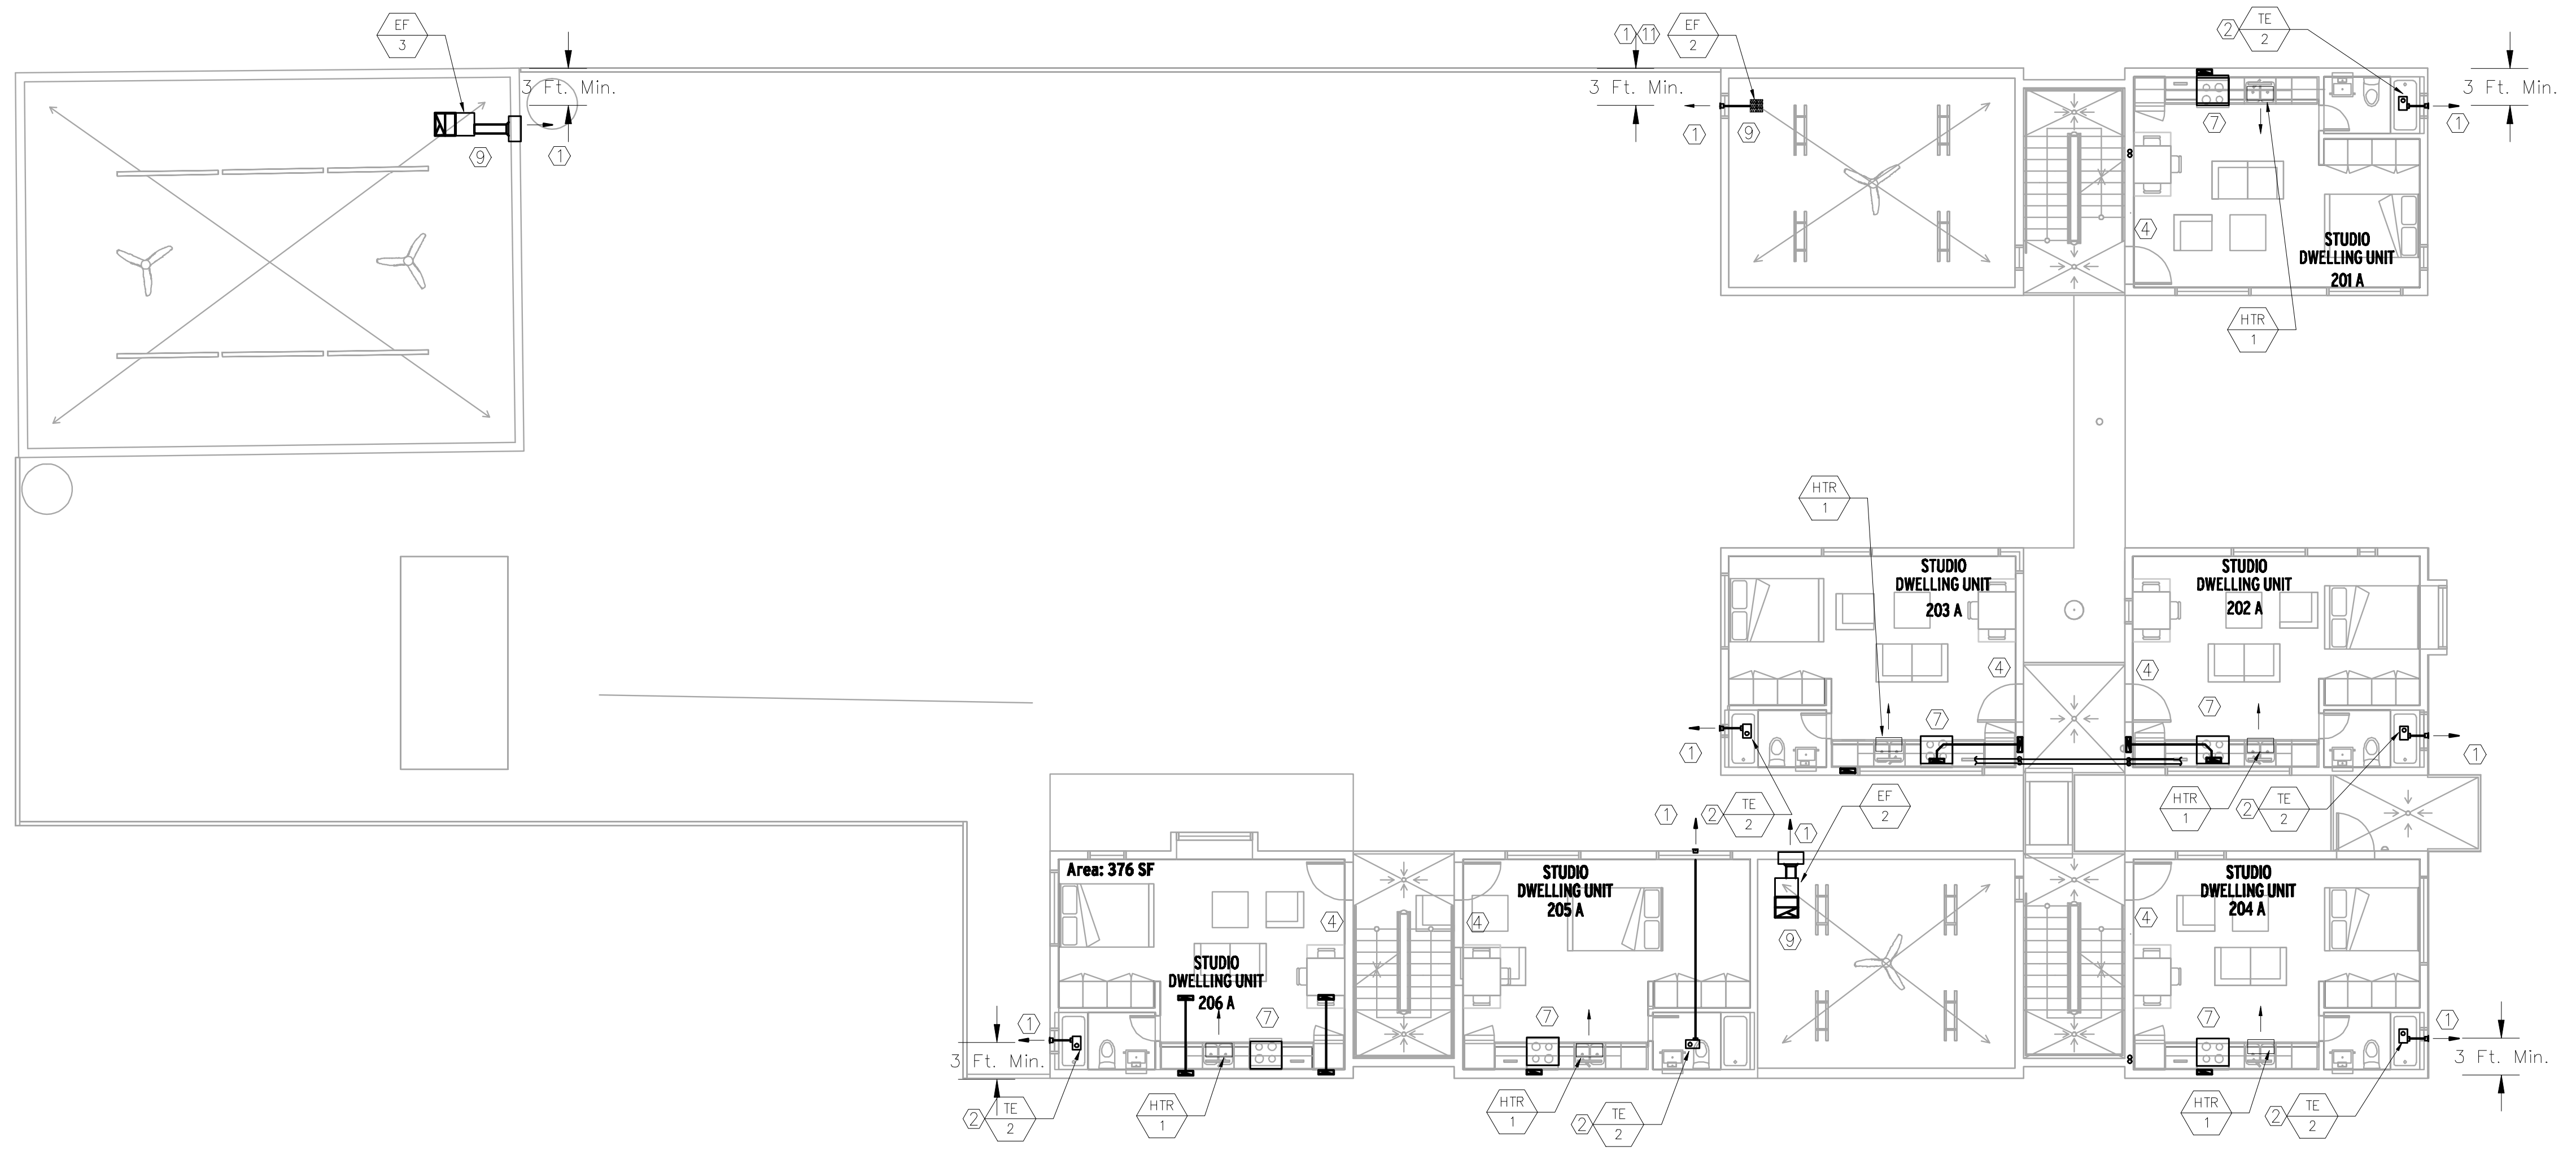 EF
3
3 Ft. Min.
9
1
1
11
EF
2
3 Ft. Min.
1
9
2
TE
2
3 Ft. Min.
7
1
4
STUDIO
DWELLING UNIT
201 A
HTR
1
HTR
1
STUDIO
DWELLING UNIT
203 A
STUDIO
DWELLING UNIT
202 A
4
4
7
7
1
1
2
TE
2
EF
2
HTR
1
2
TE
2
1
1
Area: 376 SF
STUDIO
DWELLING UNIT
205 A
STUDIO
DWELLING UNIT
204 A
4
4
4
9
STUDIO
DWELLING UNIT
206 A
1
7
7
7
1
3 Ft. Min.
3 Ft. Min.
2
TE
2
HTR
1
HTR
1
2
TE
2
HTR
1
2
TE
2